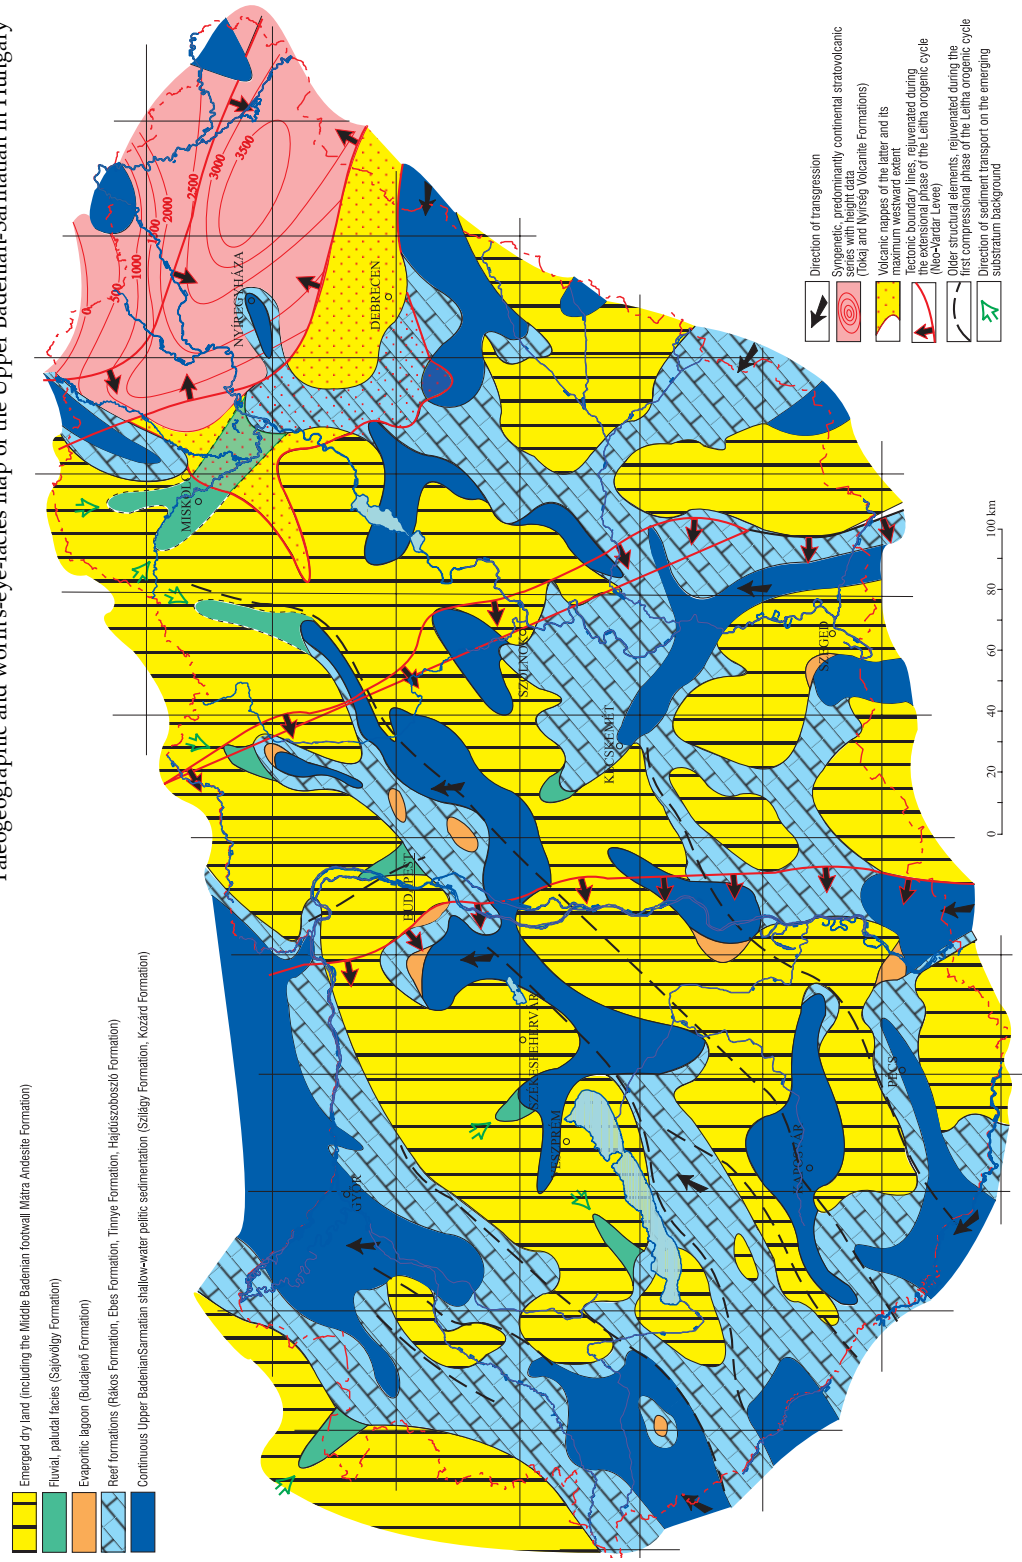 Paleogeographic and worm's-eye-facies map of the Upper Badenian-Sarmatian in Hungary
Emerged dry land (including the Middle Badenian footwall Mátra Andesite Formation)
Fluvial, paludal facies (Sajóvölgy Formation)
Evaporitic lagoon (Budajenő Formation)
Reef formations (Rákos Formation, Ebes Formation, Tinnye Formation, Hajdúszoboszló Formation)
Continuous Upper BadenianSarmatian shallow-water pelitic sedimentation (Szilágy Formation, Kozárd Formation)
Direction of transgression
Syngenetic, predominantly continental stratovolcanic
series with height data
(Tokaj and Nyírség Volcanite Formations)
Volcanic nappes of the latter and its
maximum westward extent
Tectonic boundary lines, rejuvenated during
the extensional phase of the Leitha orogenic cycle
(Neo-Vardar Levee)
Older structural elements, rejuvenated during the
first compressional phase of the Leitha orogenic cycle
Direction of sediment transport on the emerging
substratum background
0
500
1000
1500
2000
2500
3000
3500
NYÍREGYHÁZA
DEBRECEN
MISKOLC
SZOLNOK
KECSKEMÉT
SZEGED
BUDAPEST
SZÉKESFEHÉRVÁR
ESZPRÉM
GYŐR
KAPOSVÁR
PÉCS
0 20 40 60 80 100 km